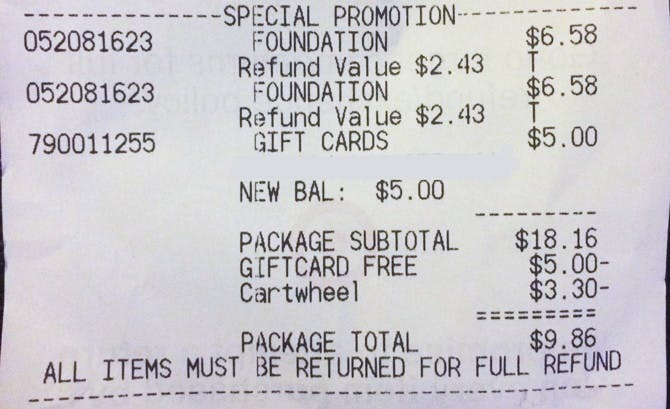 ------------SPECIAL PROMOTION------------
052081623 FOUNDATION $6.58
Refund Value $2.43 T
052081623 FOUNDATION $6.58
Refund Value $2.43 T
790011255 GIFT CARDS $5.00
NEW BAL: $5.00
---------
PACKAGE SUBTOTAL $18.16
GIFTCARD FREE $5.00-
Cartwheel $3.30-
=========
PACKAGE TOTAL $9.86
ALL ITEMS MUST BE RETURNED FOR FULL REFUND
----------------------------------------